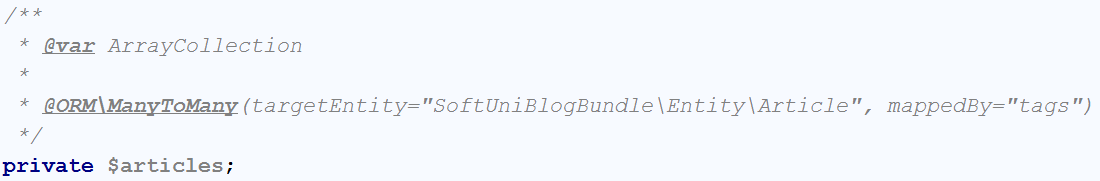 /**
 * @var ArrayCollection
 *
 * @ORM\ManyToMany(targetEntity="SoftUniBlogBundle\Entity\Article", mappedBy="tags")
 */
private $articles;